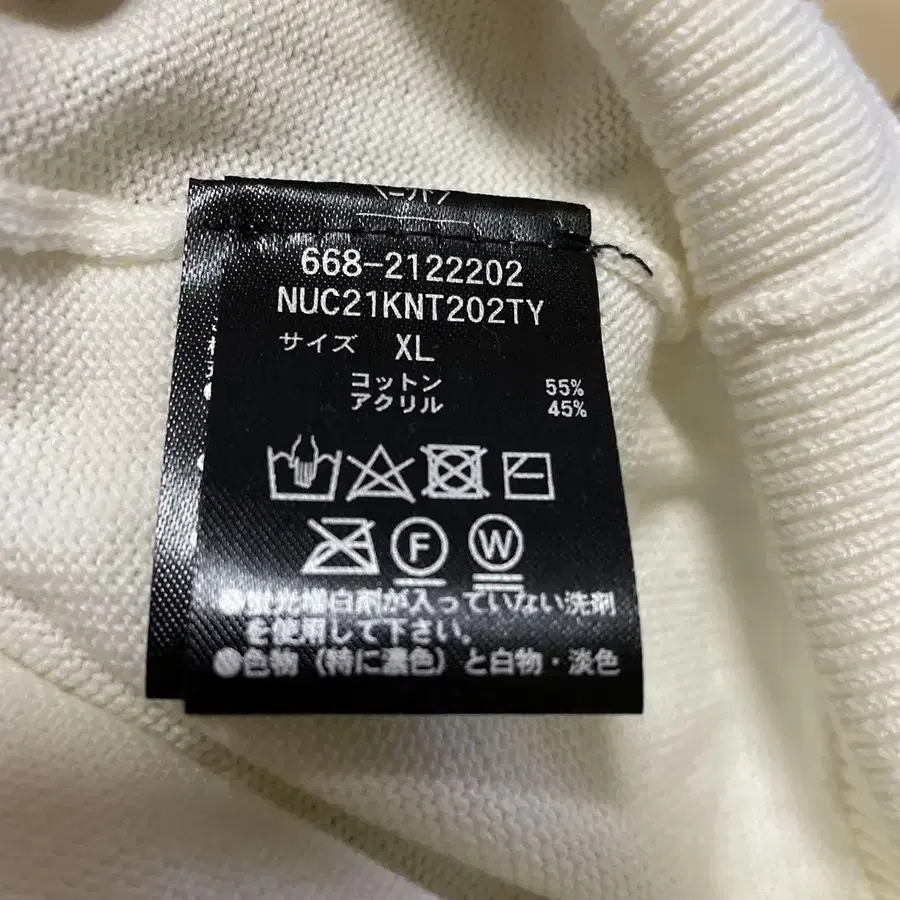 668-2122202
NUC21KNT202TY
サイズ XL
コットン 55%
アクリル 45%
F W
●蛍光増白剤が入っていない洗剤
を使用して下さい。
●色物（特に濃色）と白物・淡色